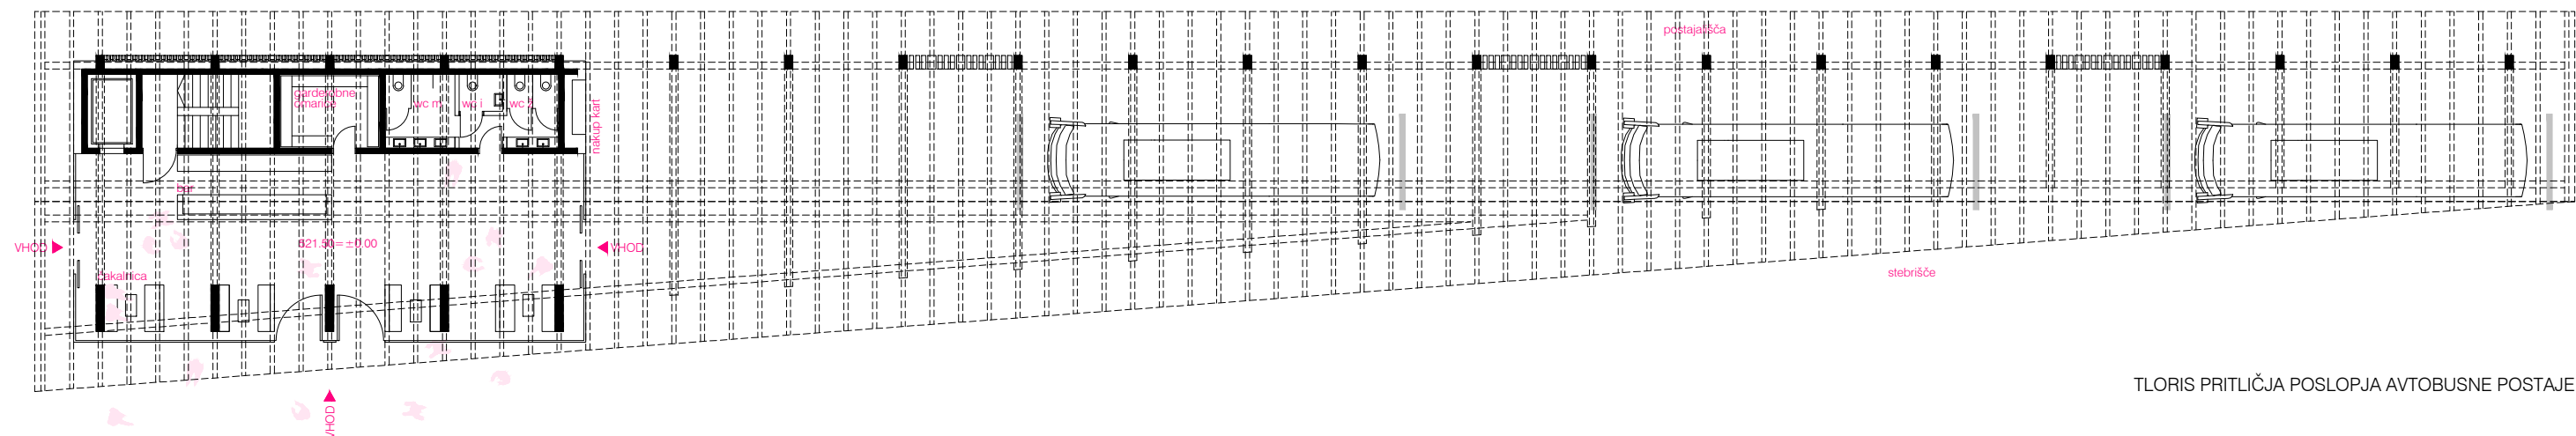 postajališča
garderobne
omarice
wc m
wc i
wc ž
nakup kart
bar
VHOD
521.50=±0.00
VHOD
čakalnica
stebrišče
VHOD
TLORIS PRITLIČJA POSLOPJA AVTOBUSNE POSTAJE